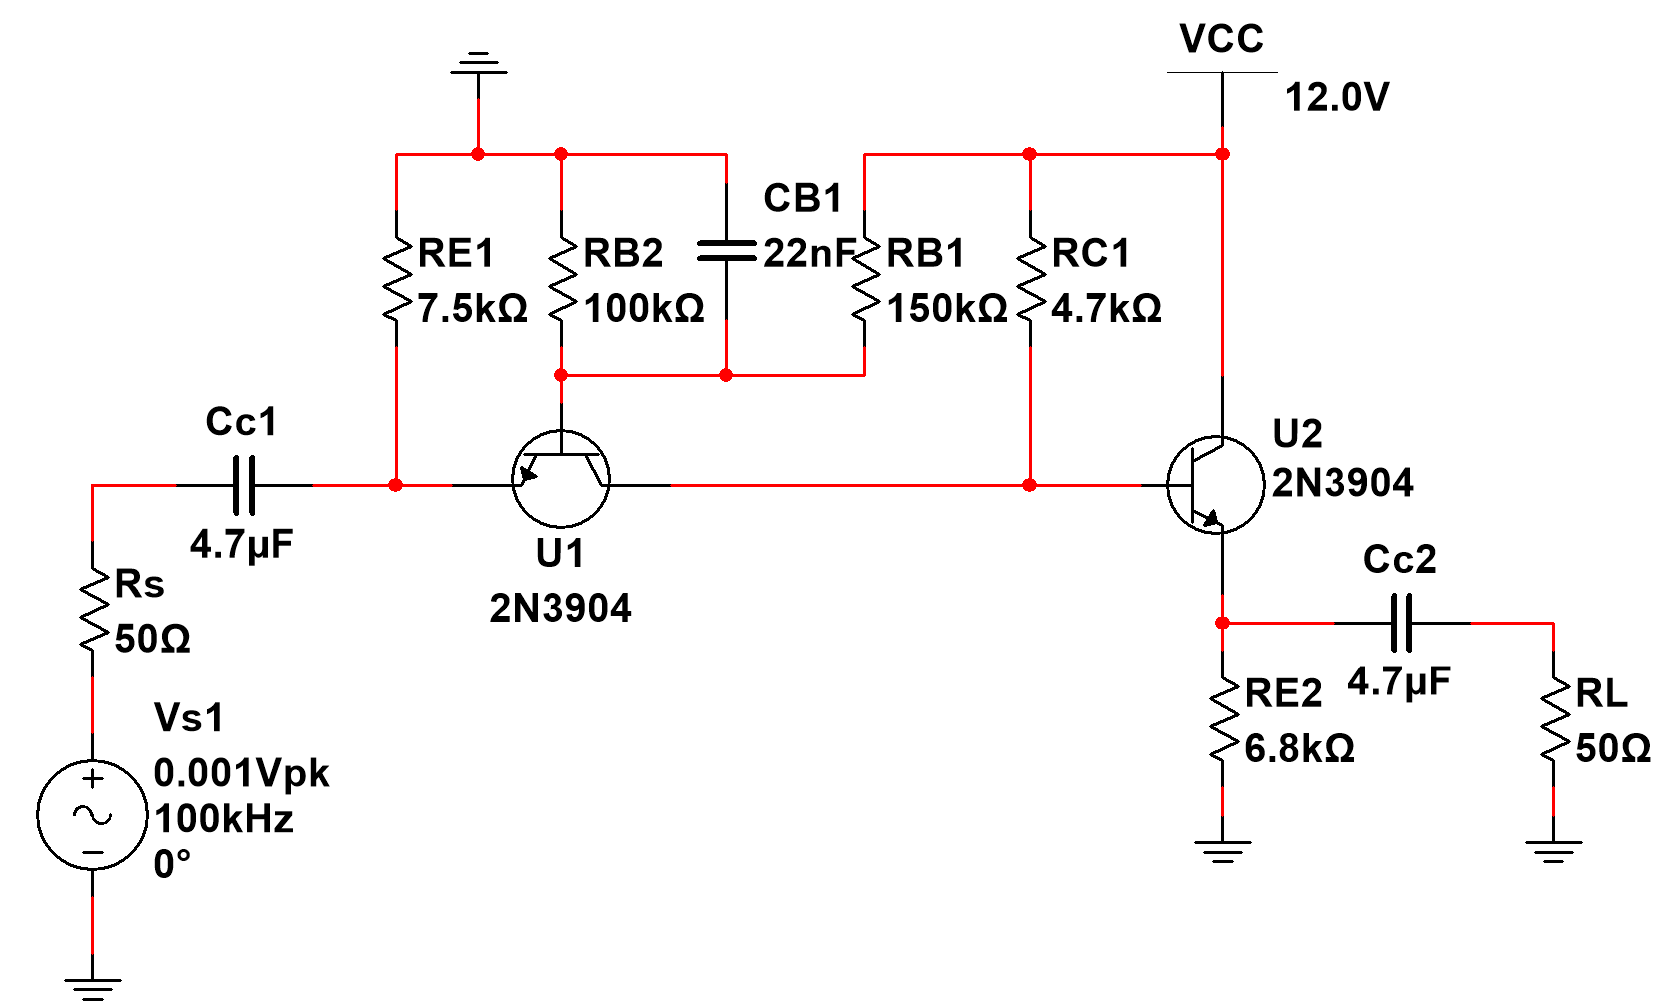 VCC
12.0V
CB1
22nF
RE1
7.5kΩ
RB2
100kΩ
RB1
150kΩ
RC1
4.7kΩ
Cc1
4.7µF
U1
2N3904
U2
2N3904
Cc2
4.7µF
Rs
50Ω
Vs1
0.001Vpk
100kHz
0°
RE2
6.8kΩ
RL
50Ω